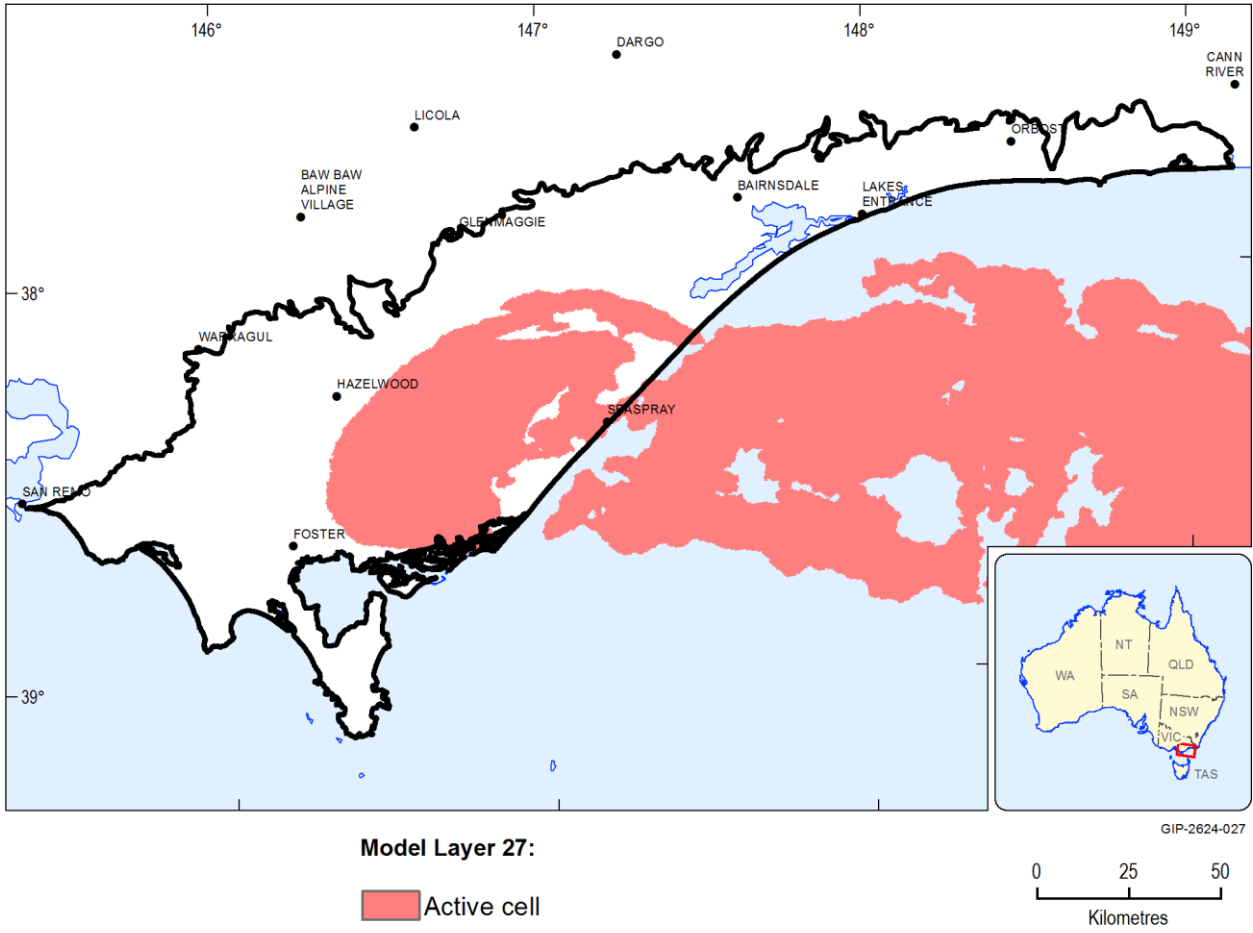 146°
147°
148°
149°
DARGO
CANN
RIVER
LICOLA
ORBOST
BAW BAW
ALPINE
VILLAGE
BAIRNSDALE
LAKES
ENTRANCE
GLENMAGGIE
38°
WARRAGUL
HAZELWOOD
SEASPRAY
SAN REMO
FOSTER
39°
NT
QLD
WA
SA
NSW
VIC
TAS
GIP-2624-027
Model Layer 27:
Active cell
0 25 50
Kilometres